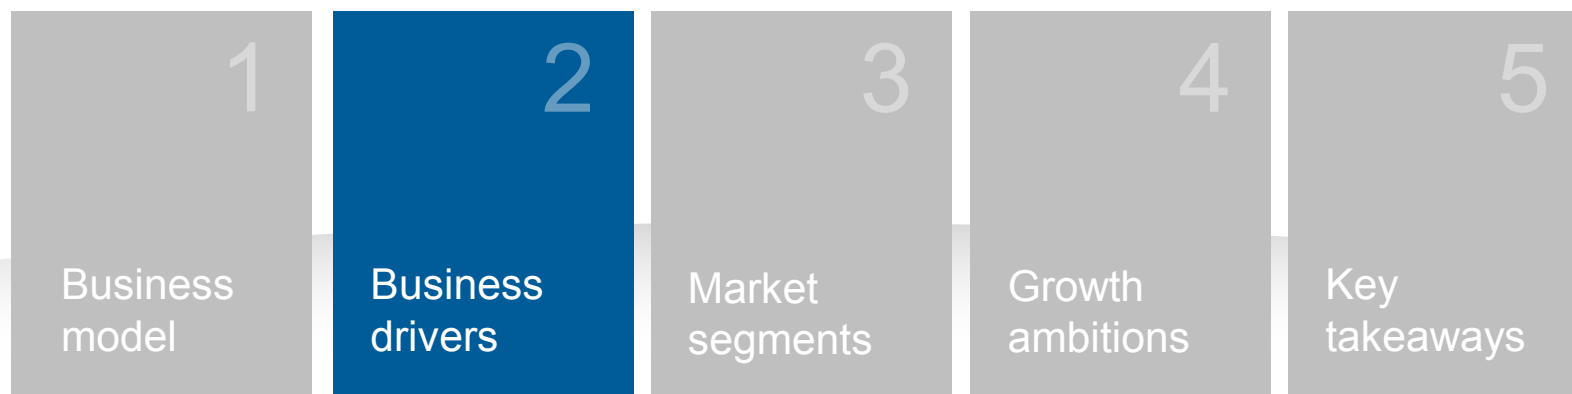 1
Business
model
2
Business
drivers
3
Market
segments
4
Growth
ambitions
5
Key
takeaways